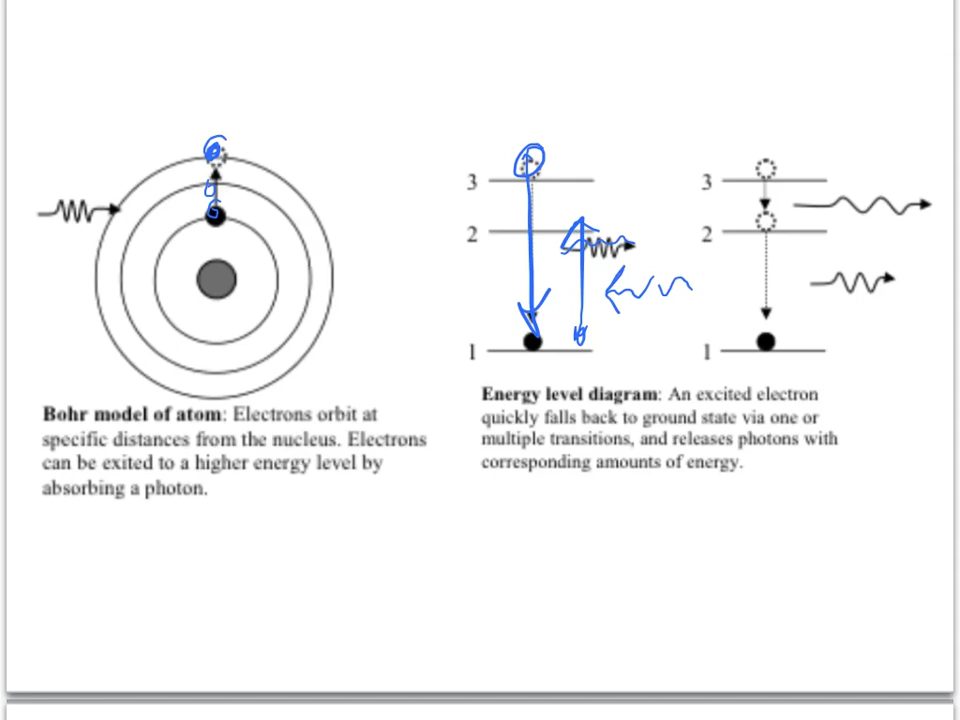 3
2
1
3
2
1
Bohr model of atom: Electrons orbit at
specific distances from the nucleus. Electrons
can be exited to a higher energy level by
absorbing a photon.
Energy level diagram: An excited electron
quickly falls back to ground state via one or
multiple transitions, and releases photons with
corresponding amounts of energy.